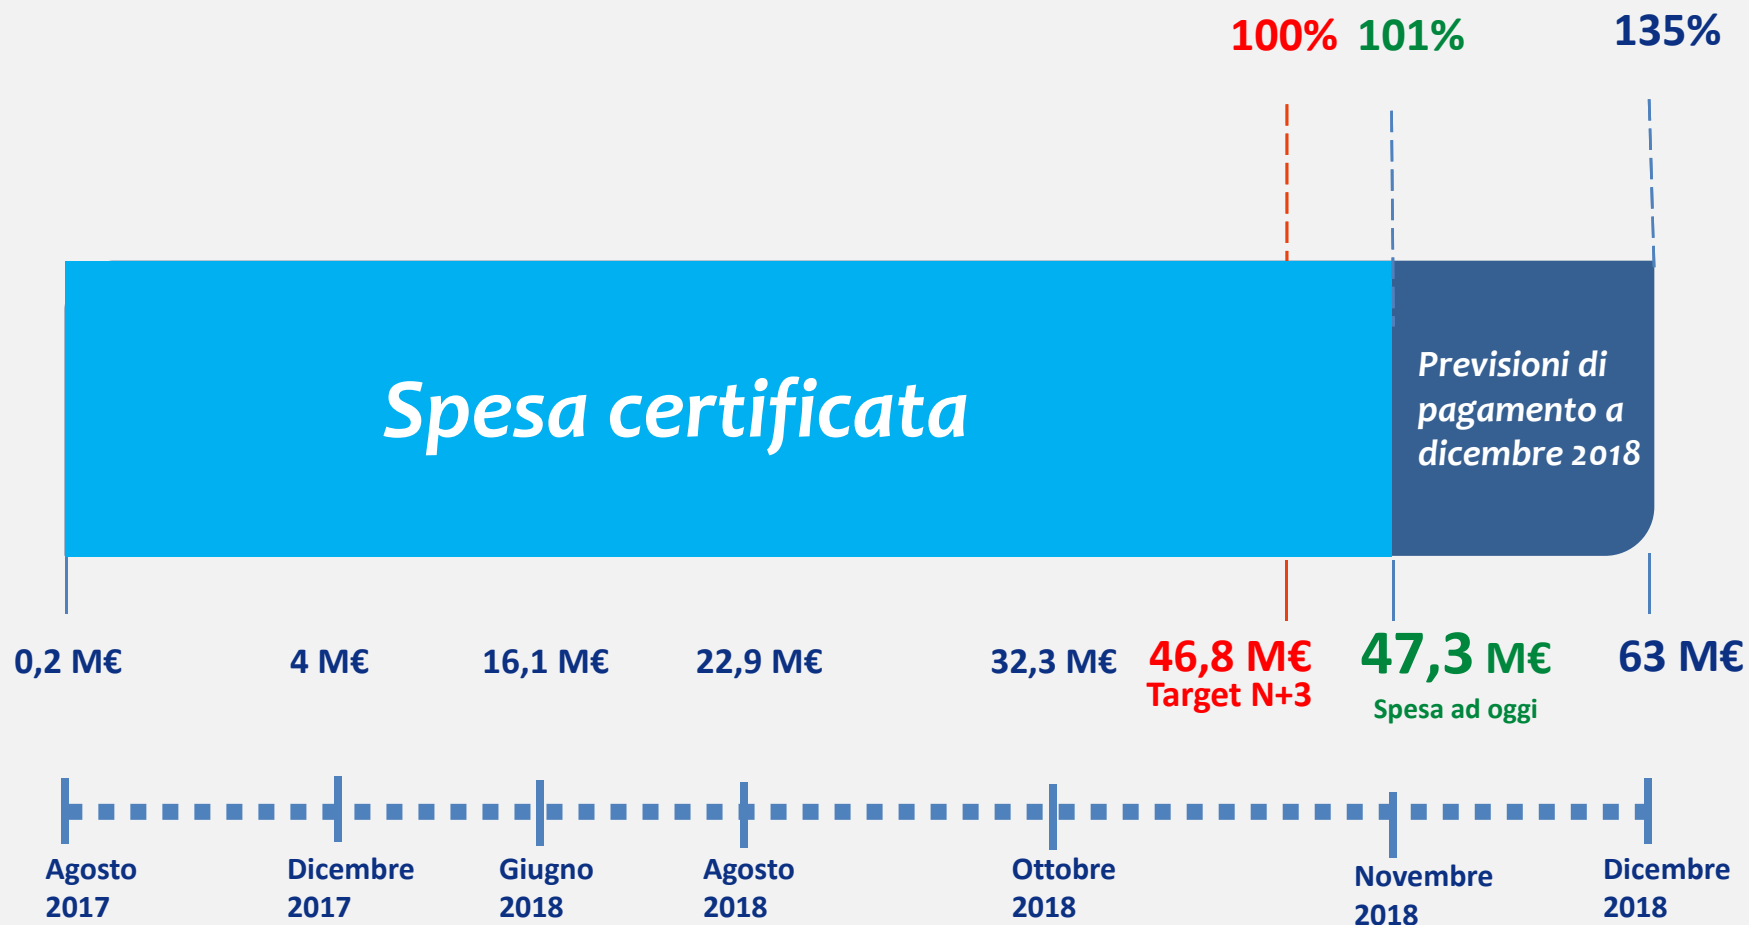 100% 101% 135%
Spesa certificata
Previsioni di
pagamento a
dicembre 2018
0,2 M€ 4 M€ 16,1 M€ 22,9 M€ 32,3 M€ 46,8 M€ 47,3 M€ 63 M€
Target N+3
Spesa ad oggi
Agosto
2017
Dicembre
2017
Giugno
2018
Agosto
2018
Ottobre
2018
Novembre
2018
Dicembre
2018